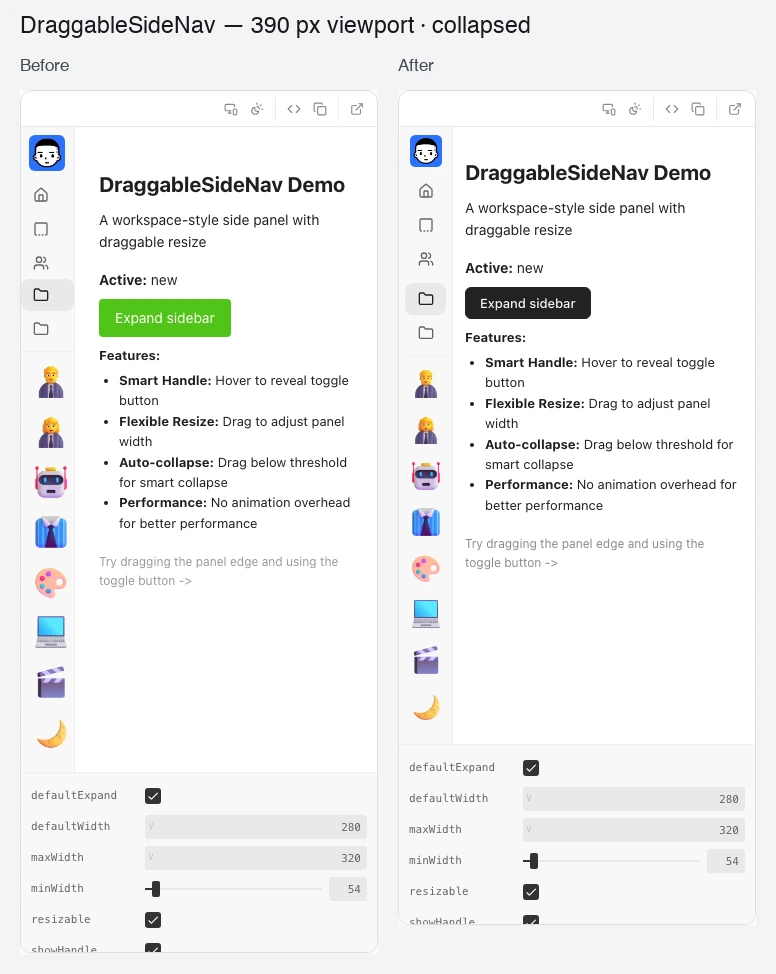 DraggableSideNav — 390 px viewport · collapsed
Before
DraggableSideNav Demo
A workspace-style side panel with
draggable resize
Active: new
Expand sidebar
Features:
• Smart Handle: Hover to reveal toggle
button
• Flexible Resize: Drag to adjust panel
width
• Auto-collapse: Drag below threshold
for smart collapse
• Performance: No animation overhead
for better performance
Try dragging the panel edge and using the
toggle button ->
defaultExpand
defaultWidth 280
maxWidth 320
minWidth 54
resizable
showHandle
After
DraggableSideNav Demo
A workspace-style side panel with
draggable resize
Active: new
Expand sidebar
Features:
• Smart Handle: Hover to reveal toggle
button
• Flexible Resize: Drag to adjust panel
width
• Auto-collapse: Drag below threshold for
smart collapse
• Performance: No animation overhead for
better performance
Try dragging the panel edge and using the
toggle button ->
defaultExpand
defaultWidth 280
maxWidth 320
minWidth 54
resizable
showHandle